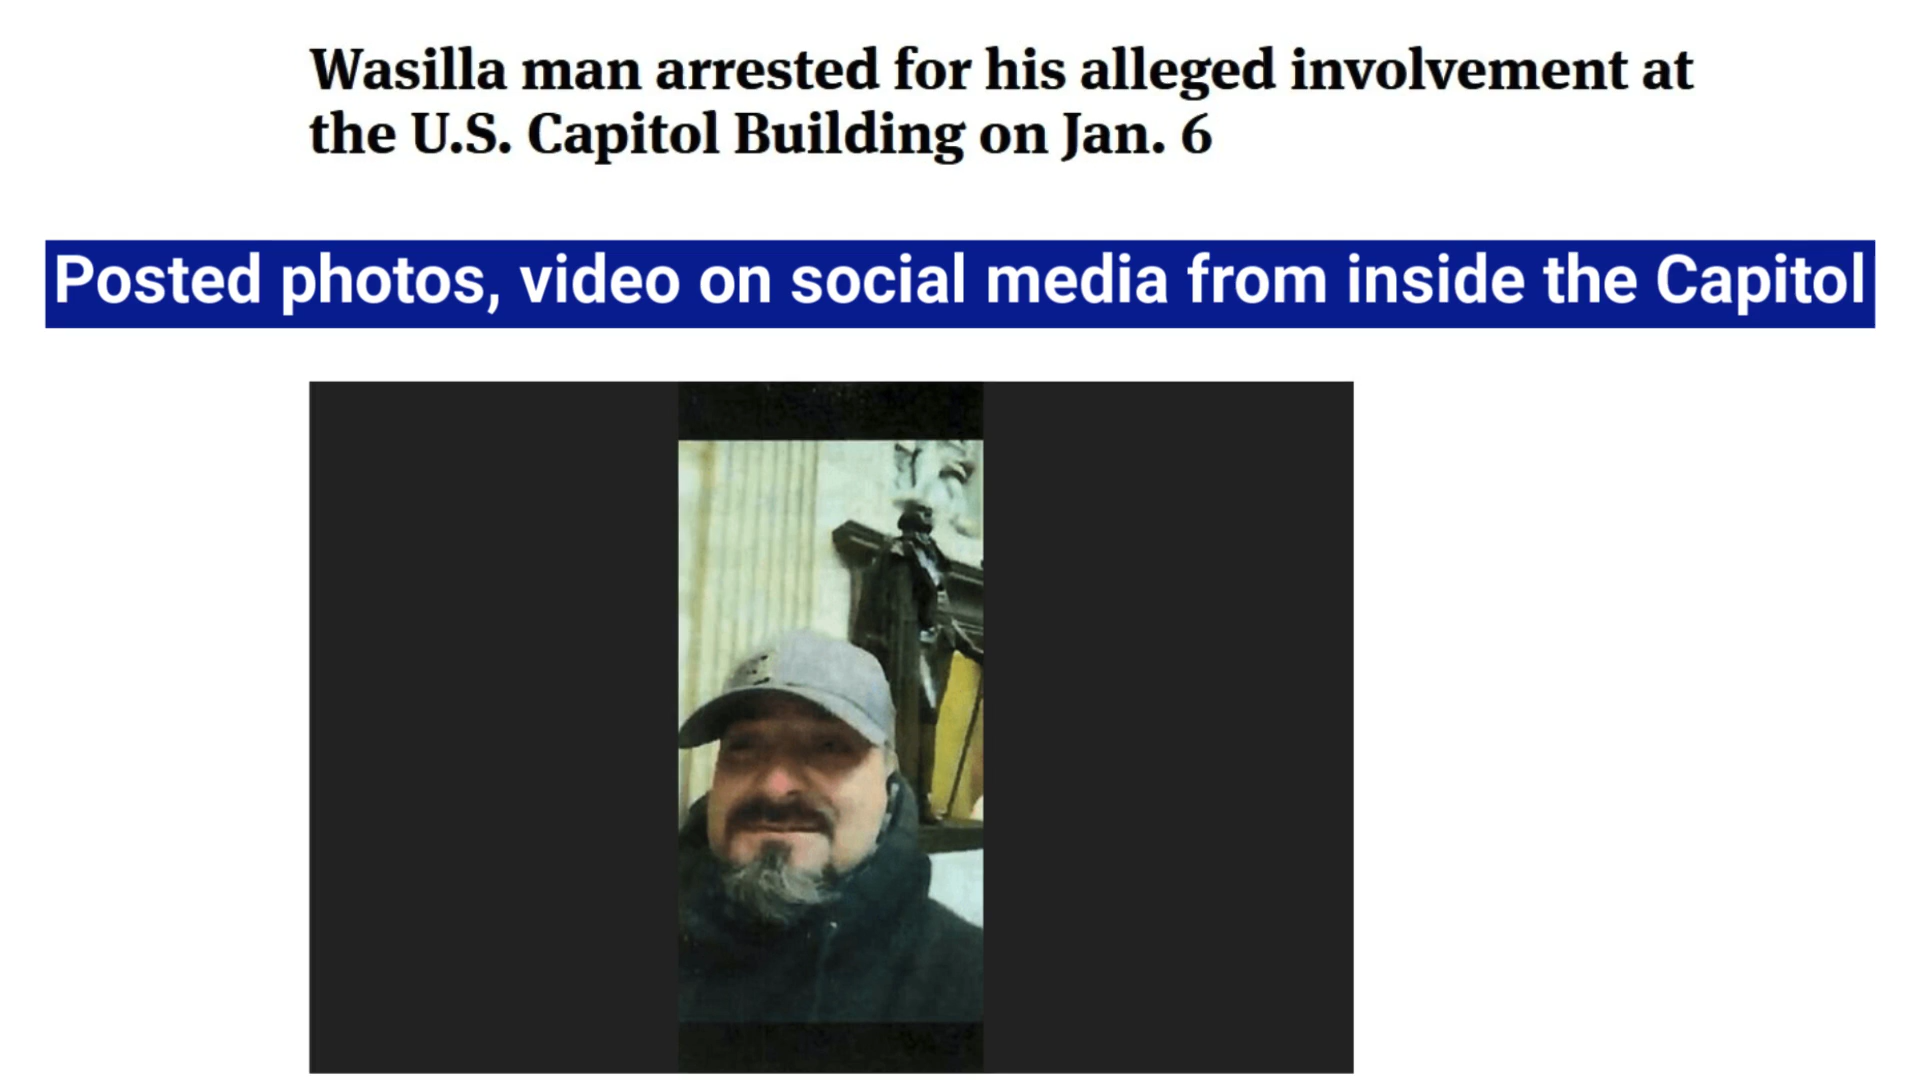 Wasilla man arrested for his alleged involvement at
the U.S. Capitol Building on Jan. 6
Posted photos, video on social media from inside the Capitol